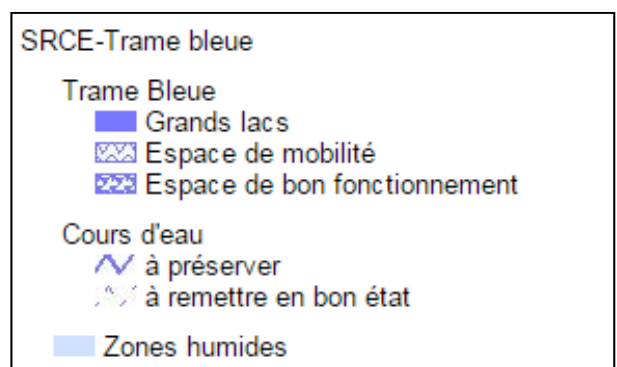 SRCE-Trame bleue
Trame Bleue
Grands lacs
Espace de mobilité
Espace de bon fonctionnement
Cours d'eau
à préserver
à remettre en bon état
Zones humides